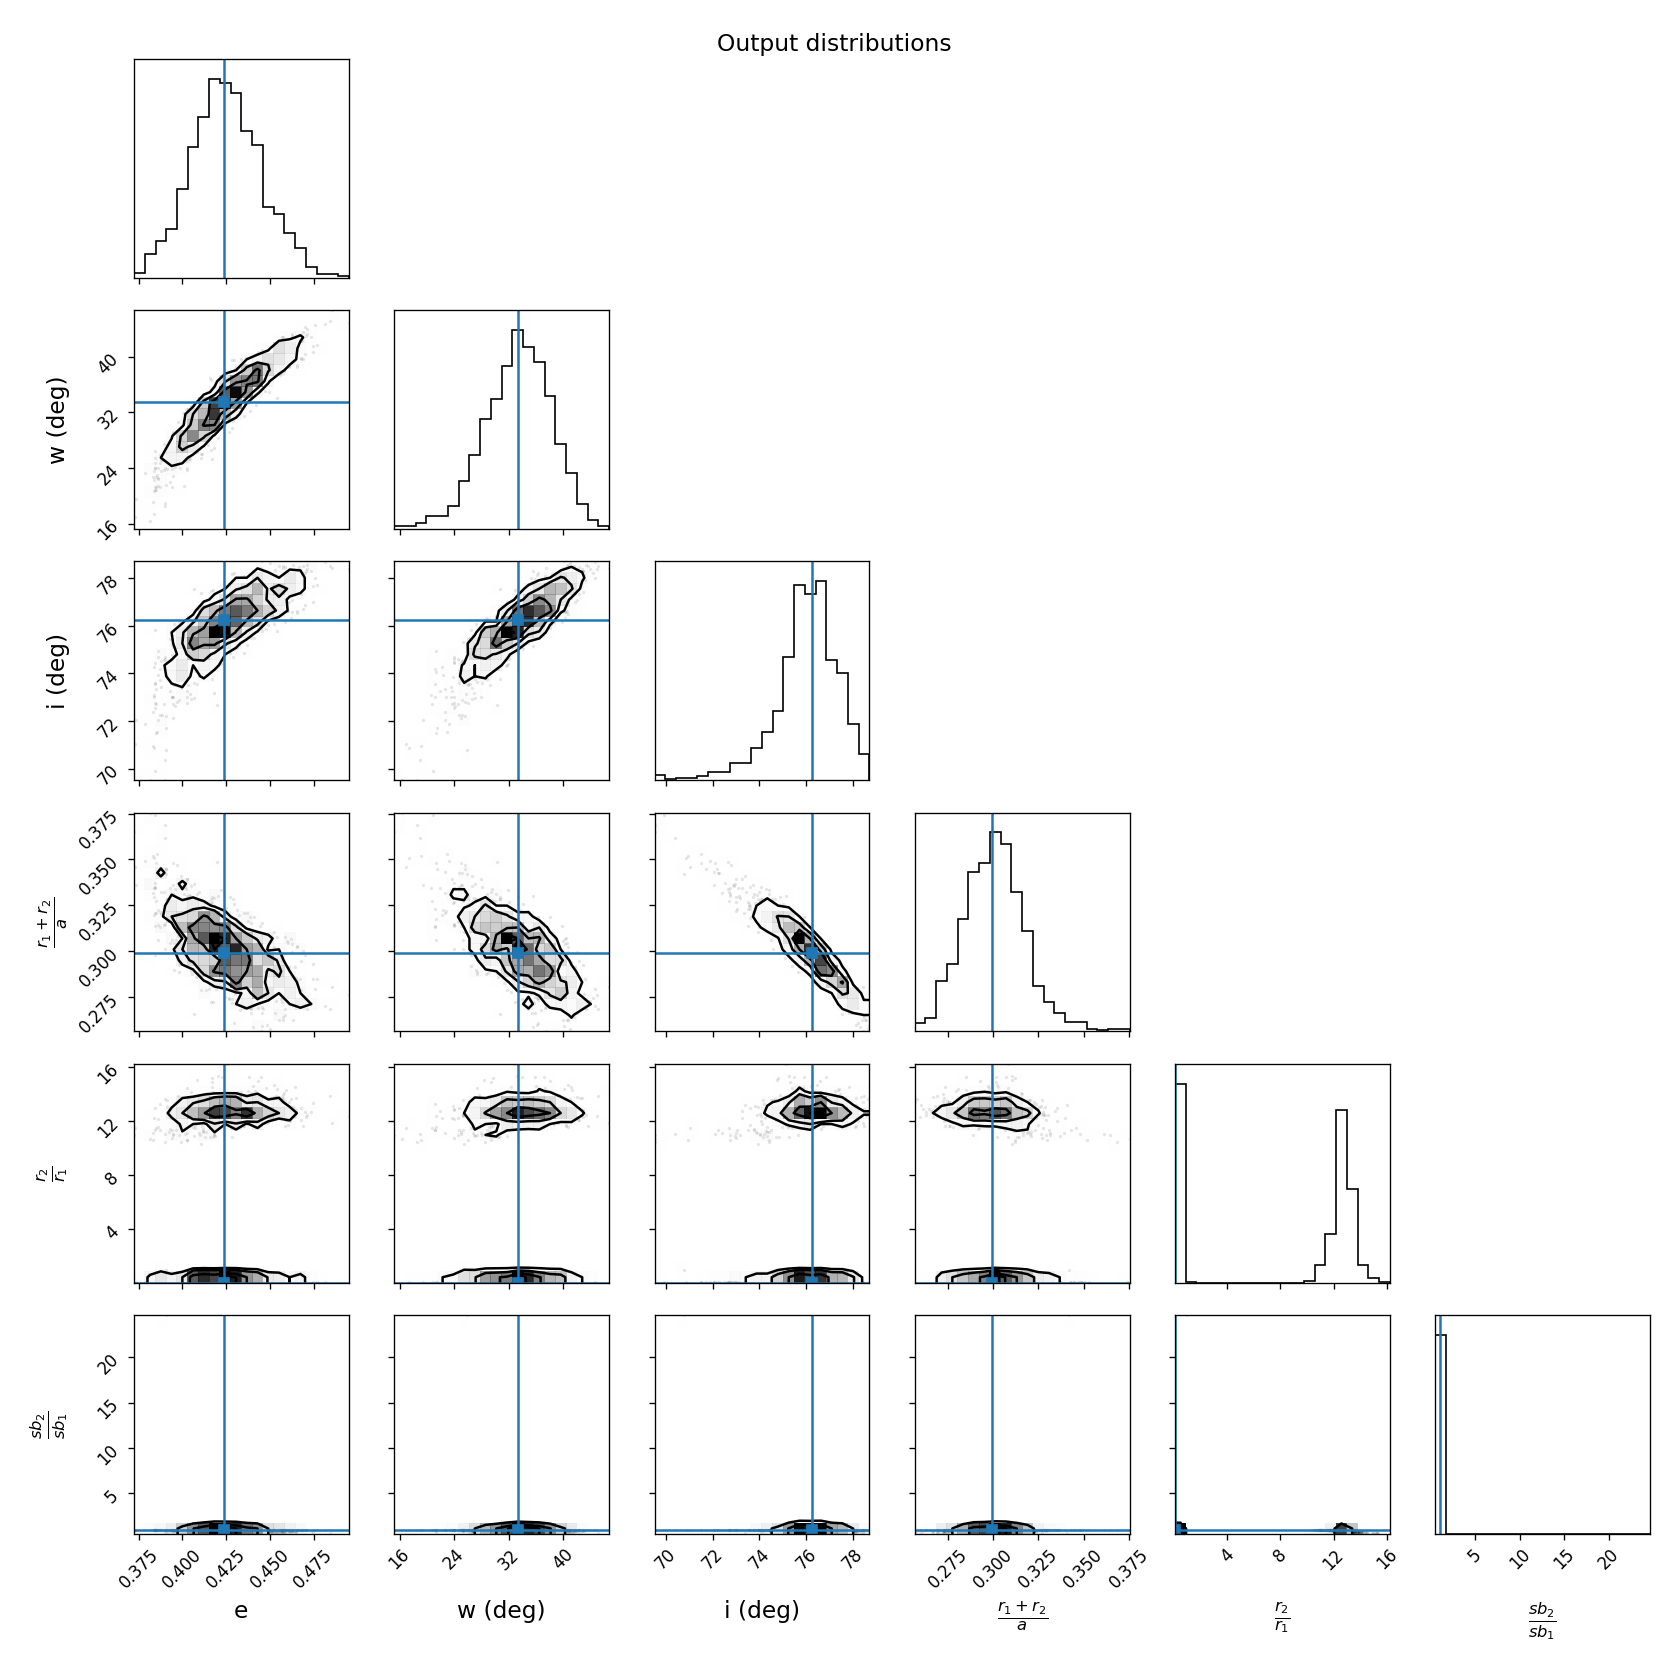 Output distributions
w (deg)
40
32
24
16
i (deg)
78
76
74
72
70
r₁ + r₂
a
0.375
0.350
0.325
0.300
0.275
r₂
r₁
16
12
8
4
sb₂
sb₁
20
15
10
5
0.375 0.400 0.425 0.450 0.475 16 24 32 40 70 72 74 76 78 0.275 0.300 0.325 0.350 0.375 4 8 12 16 5 10 15 20
e w (deg) i (deg)
r₁ + r₂ r₂ sb₂
a r₁ sb₁